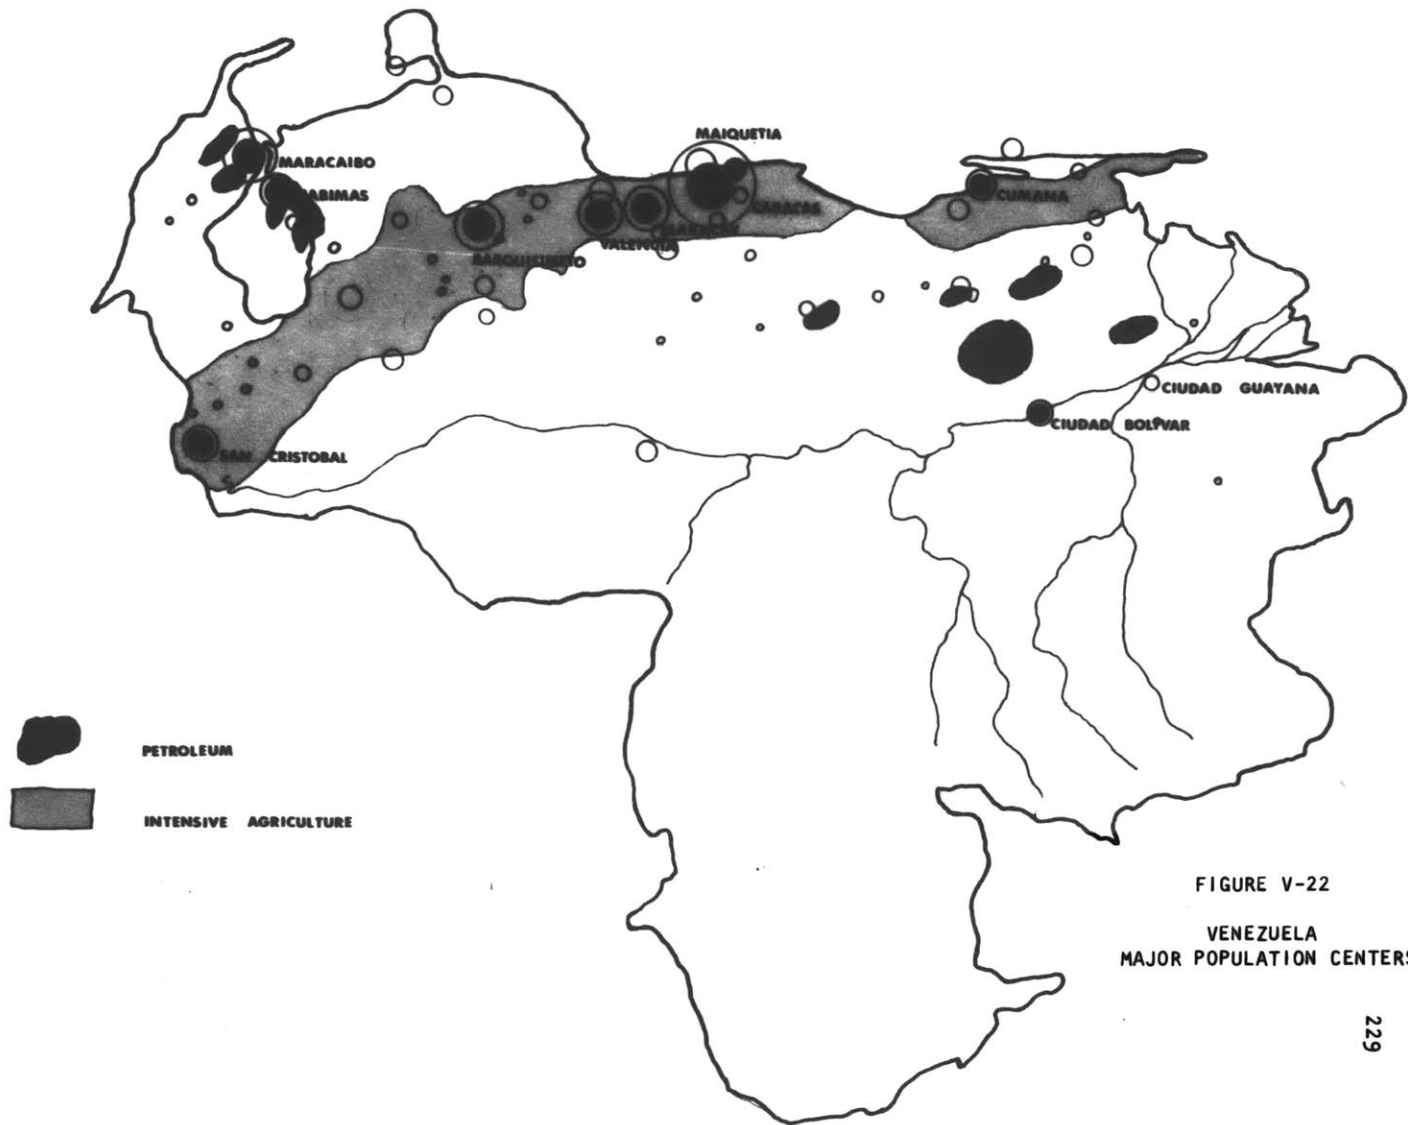 MAIQUETIA
MARACAIBO
CABIMAS
CUMANA
CARACAS
MARACAY
VALENCIA
BARQUISIMETO
CIUDAD GUAYANA
CIUDAD BOLIVAR
SAN CRISTOBAL
PETROLEUM
INTENSIVE AGRICULTURE
FIGURE V-22
VENEZUELA
MAJOR POPULATION CENTERS
229